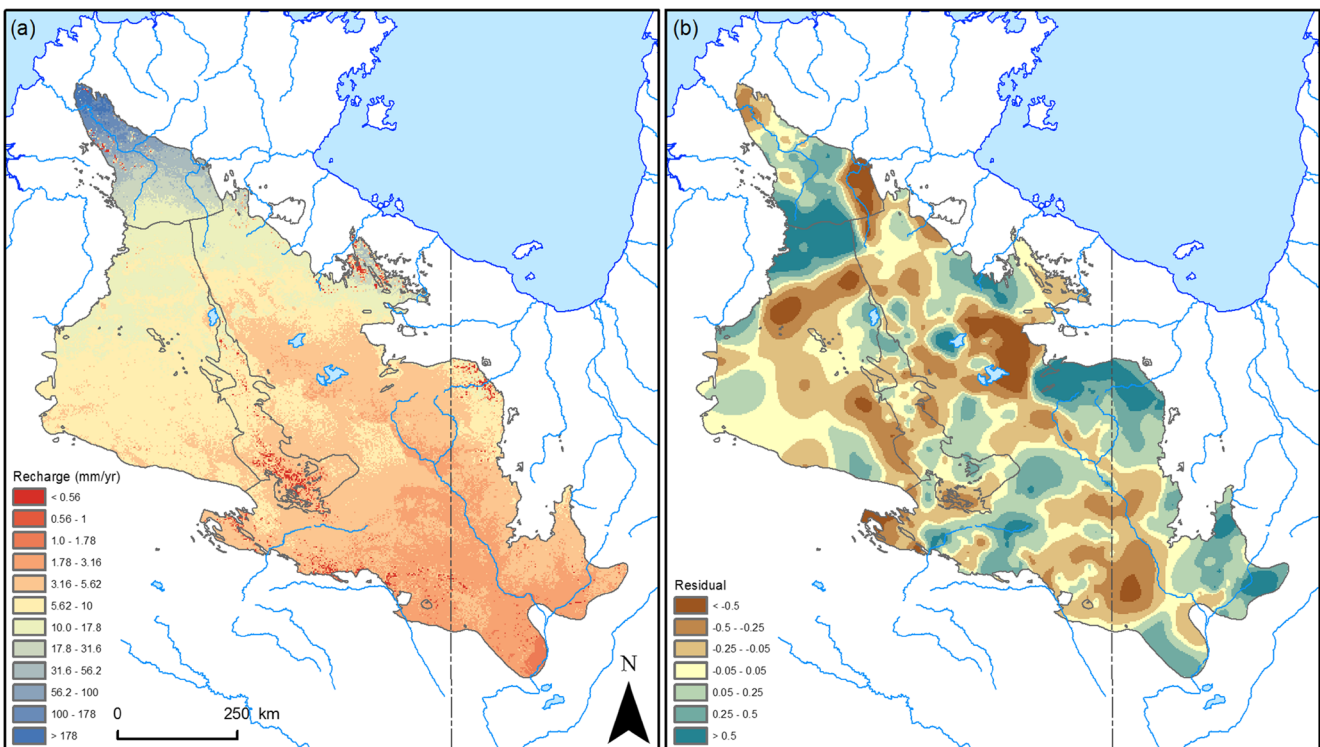 (a)
Recharge (mm/yr)
< 0.56
0.56 - 1
1.0 - 1.78
1.78 - 3.16
3.16 - 5.62
5.62 - 10
10.0 - 17.8
17.8 - 31.6
31.6 - 56.2
56.2 - 100
100 - 178
> 178
0 250 km
N
(b)
Residual
< -0.5
-0.5 - -0.25
-0.25 - -0.05
-0.05 - 0.05
0.05 - 0.25
0.25 - 0.5
> 0.5